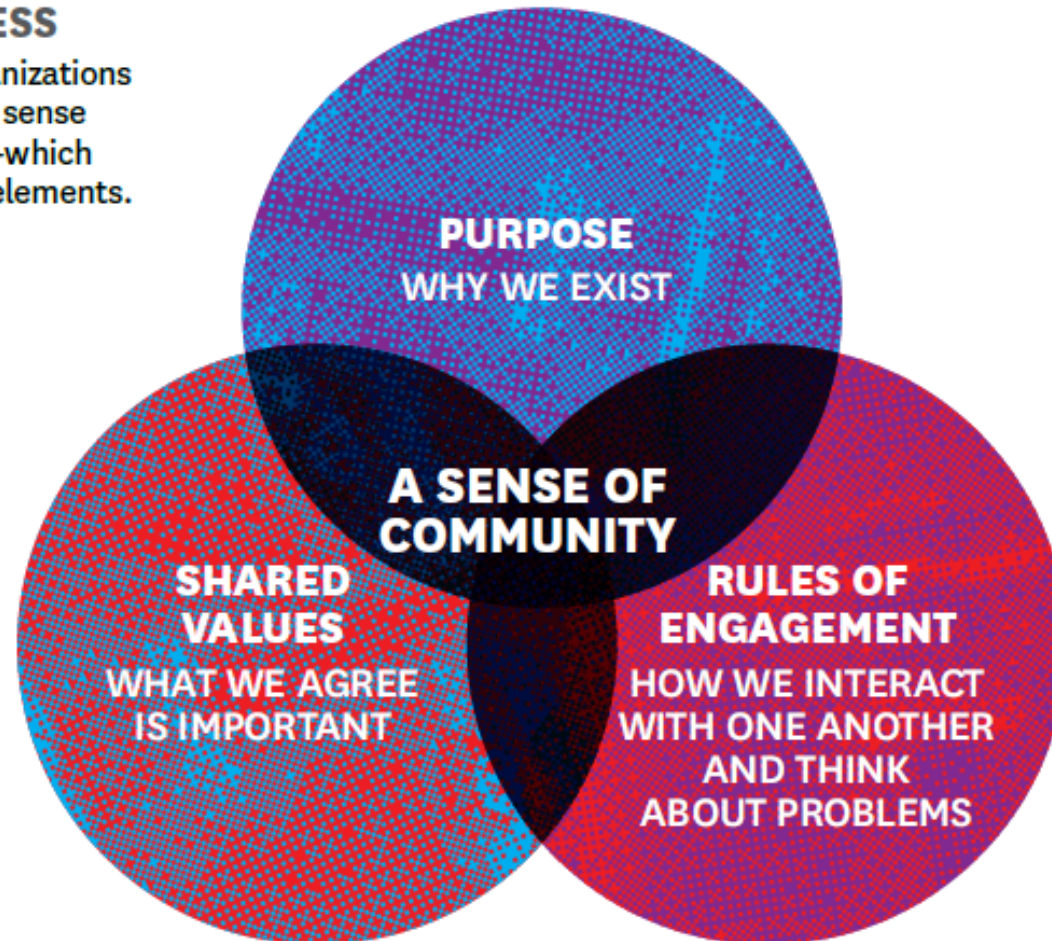 ESS
anizations
sense
-which
elements.
PURPOSE
WHY WE EXIST
A SENSE OF
COMMUNITY
SHARED
VALUES
WHAT WE AGREE
IS IMPORTANT
RULES OF
ENGAGEMENT
HOW WE INTERACT
WITH ONE ANOTHER
AND THINK
ABOUT PROBLEMS